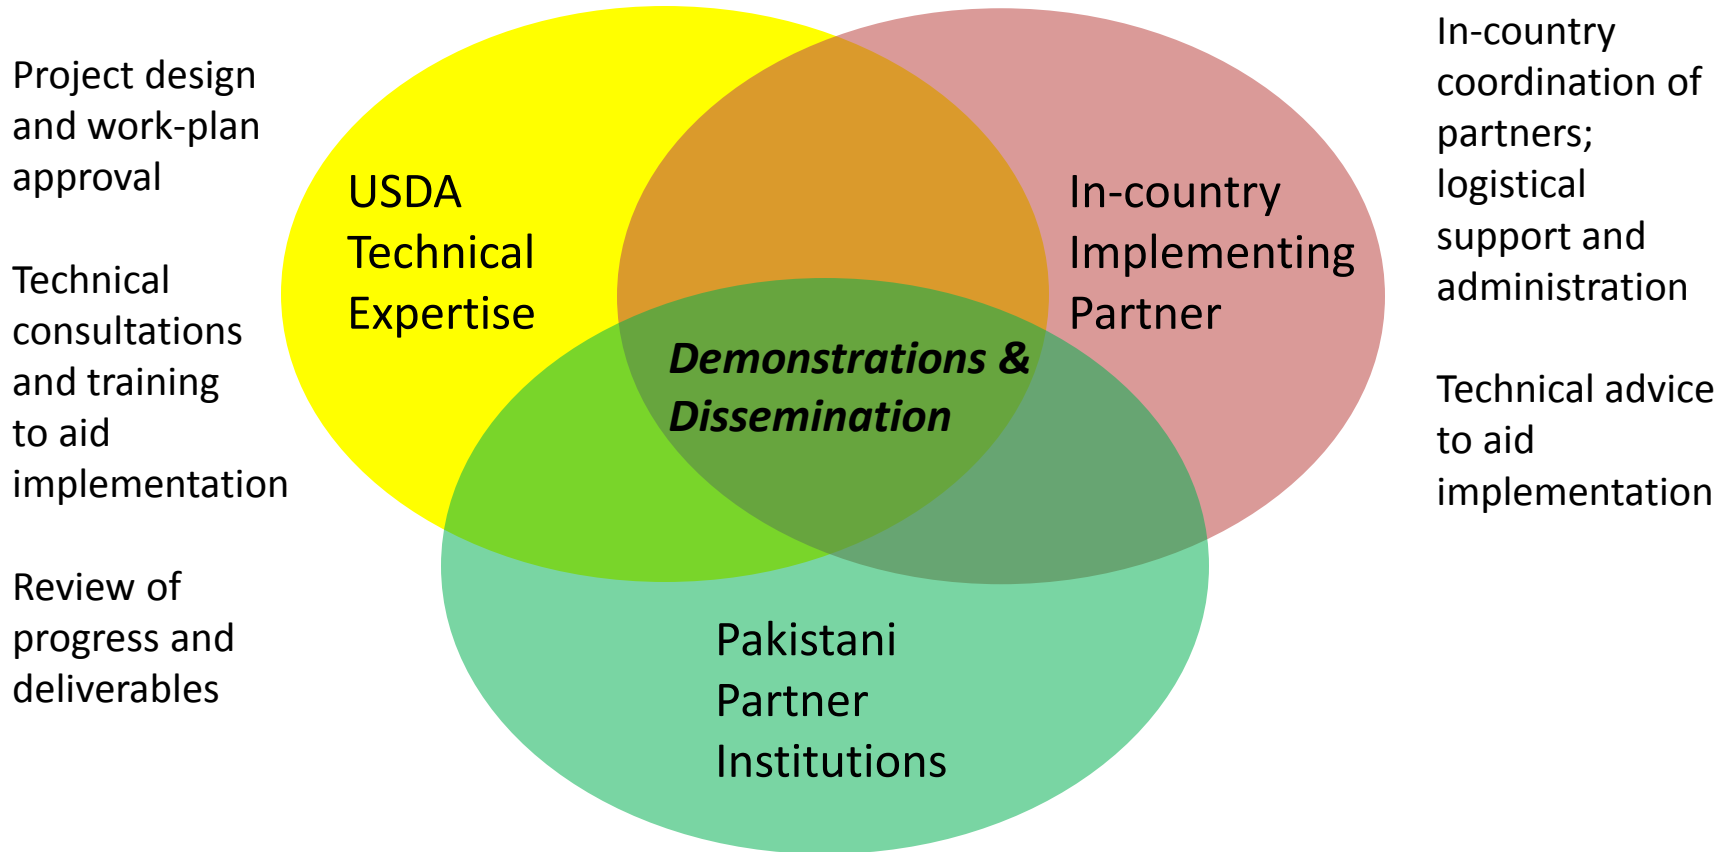 Project design
and work-plan
approval
Technical
consultations
and training
to aid
implementation
Review of
progress and
deliverables
USDA
Technical
Expertise
In-country
Implementing
Partner
Demonstrations &
Dissemination
Pakistani
Partner
Institutions
In-country
coordination of
partners;
logistical
support and
administration
Technical advice
to aid
implementation